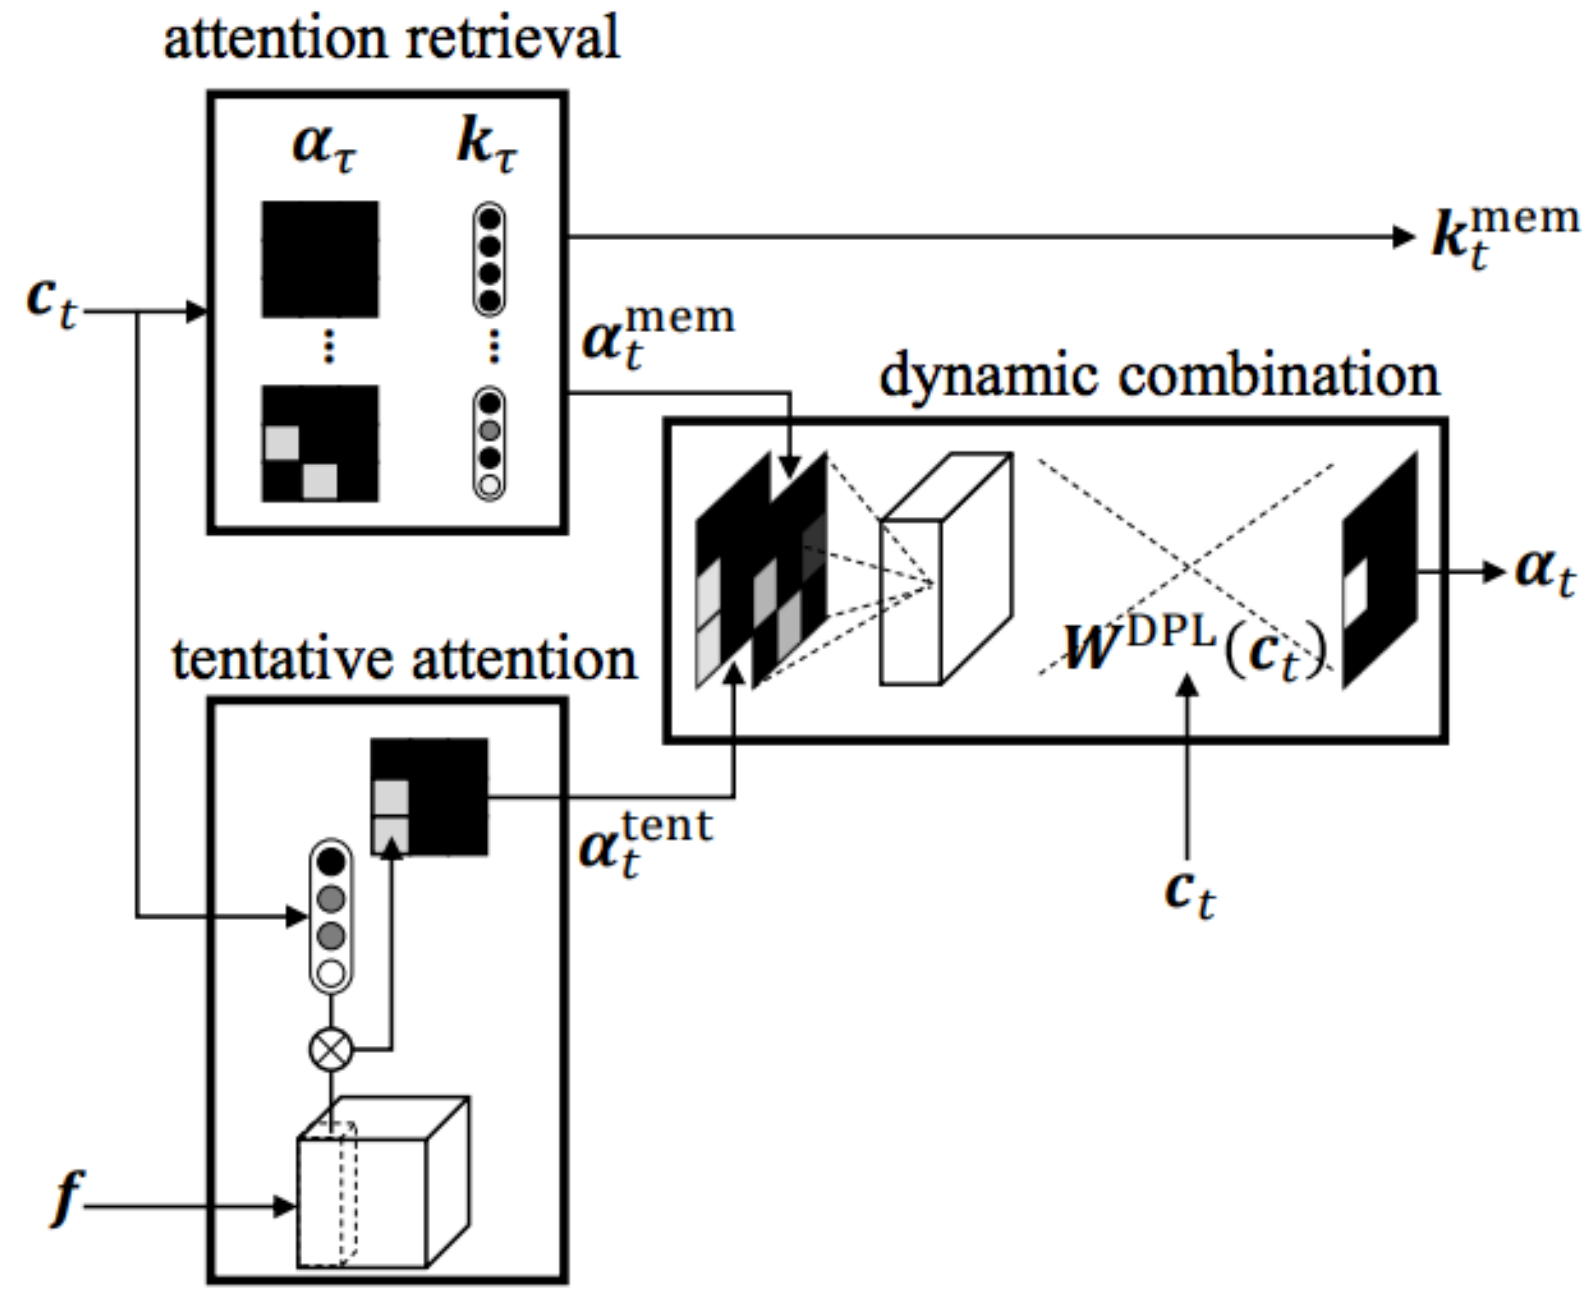 attention retrieval
α_τ k_τ
c_t
k_t^mem
α_t^mem
dynamic combination
α_t
W^DPL(c_t)
tentative attention
α_t^tent
c_t
f